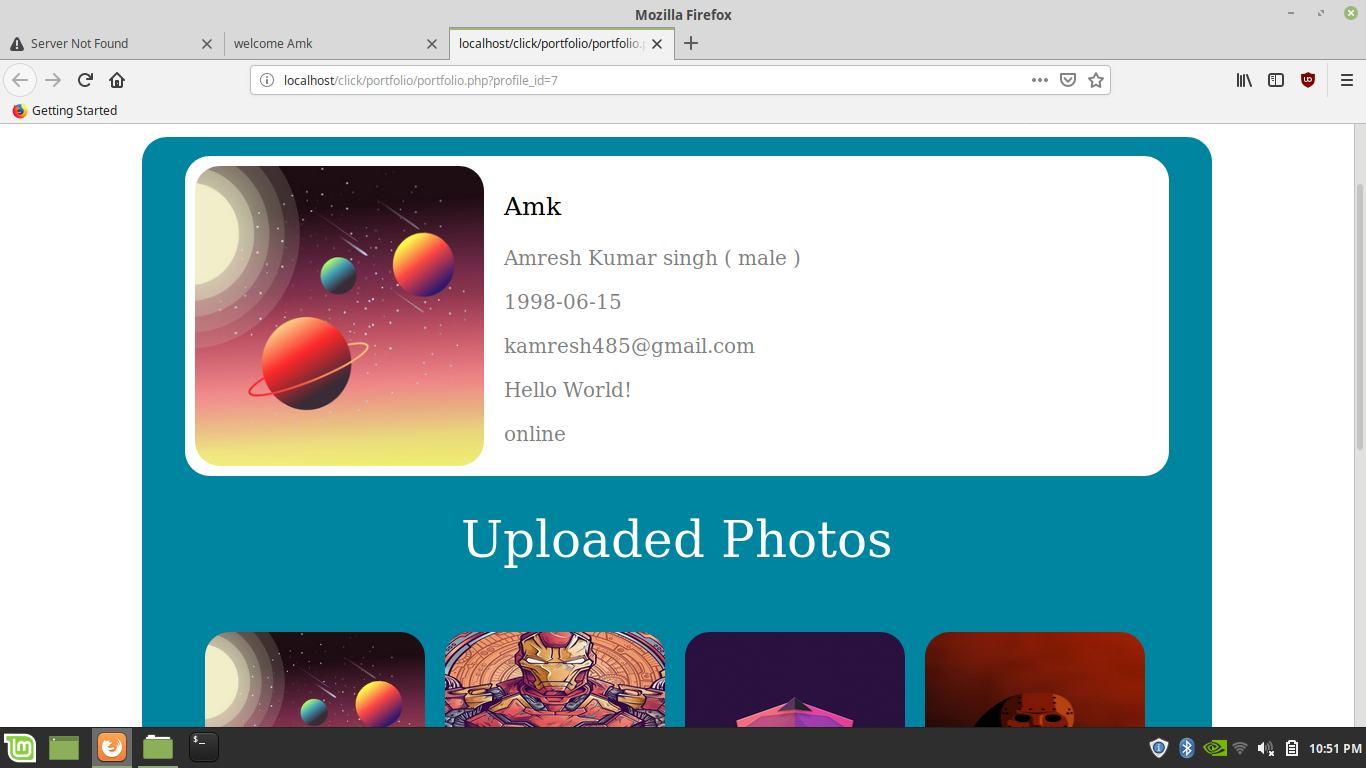 Mozilla Firefox
Server Not Found
welcome Amk
localhost/click/portfolio/portfolio.p
localhost/click/portfolio/portfolio.php?profile_id=7
Getting Started
Amk
Amresh Kumar singh ( male )
1998-06-15
kamresh485@gmail.com
Hello World!
online
Uploaded Photos
$_
10:51 PM